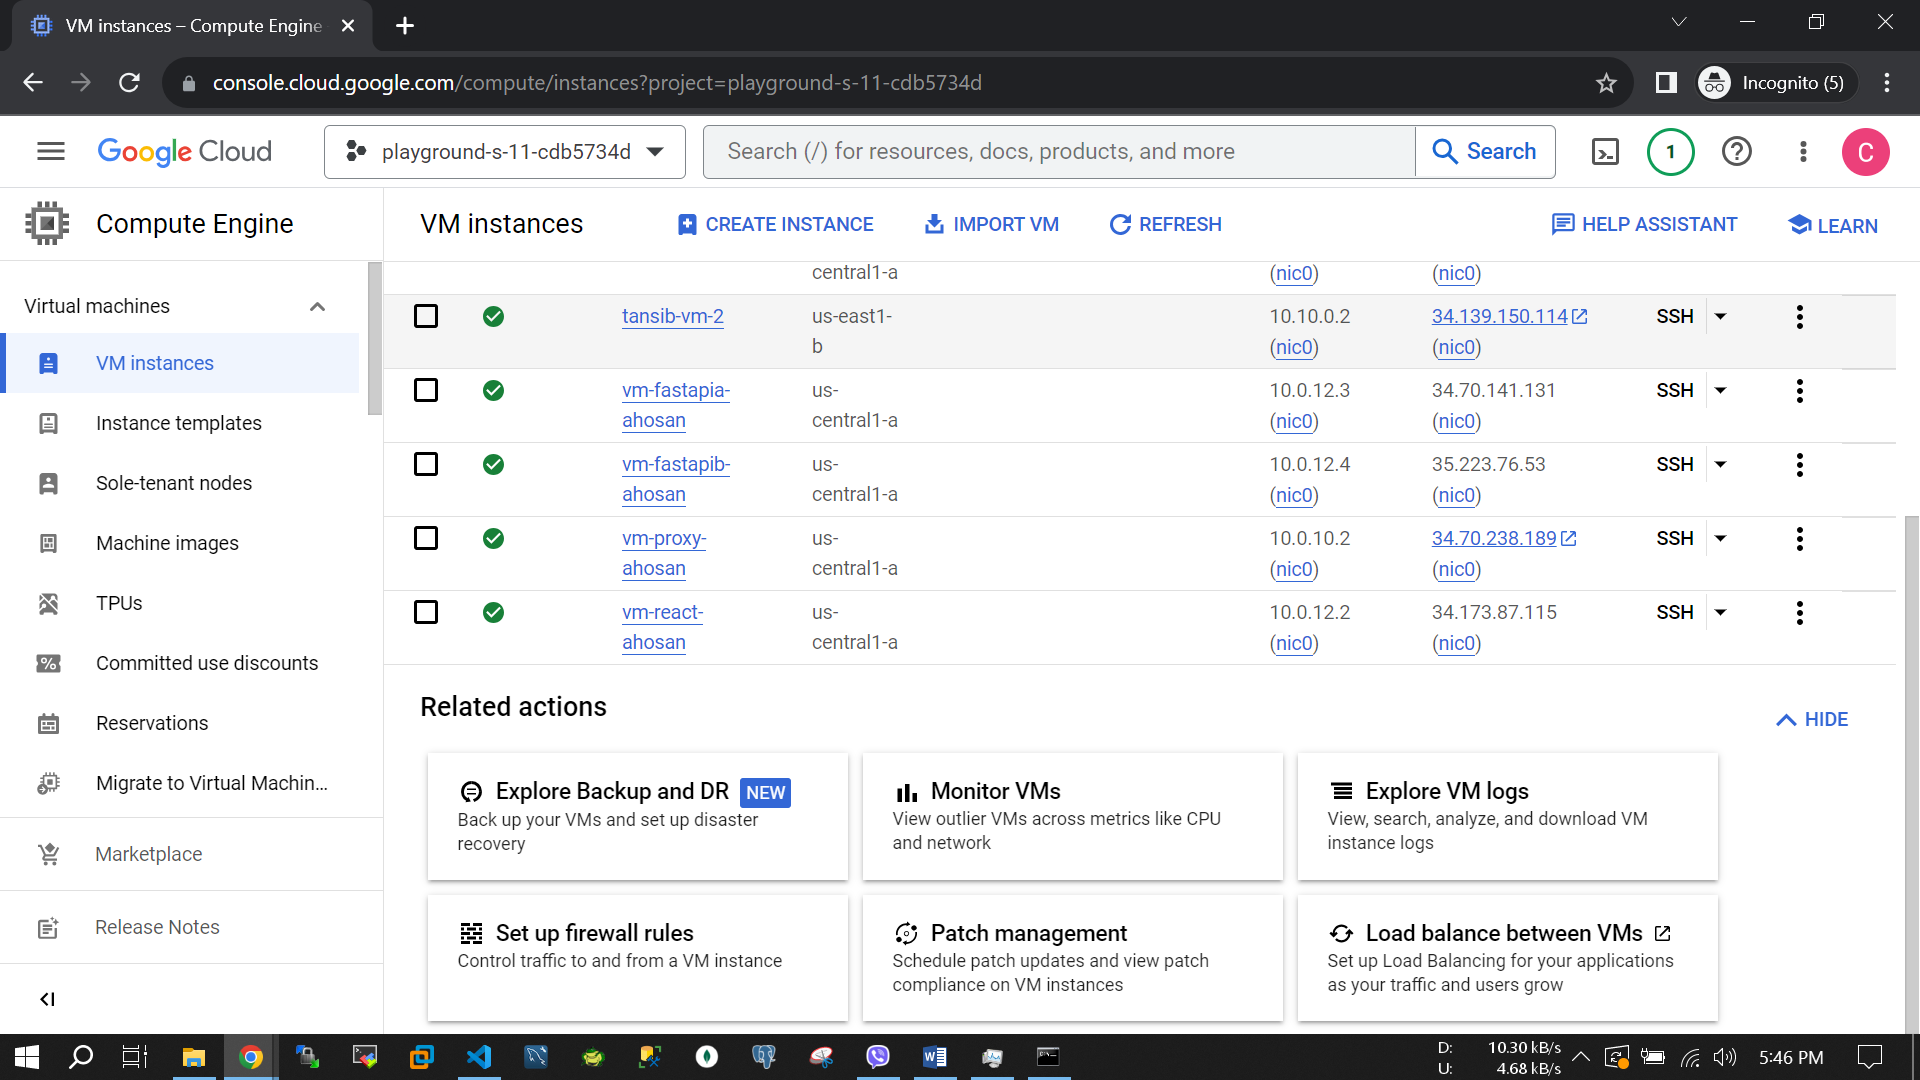 VM instances – Compute Engine
console.cloud.google.com/compute/instances?project=playground-s-11-cdb5734d
Incognito (5)
Google Cloud
playground-s-11-cdb5734d
Search (/) for resources, docs, products, and more
Search
1
C
Compute Engine
VM instances
CREATE INSTANCE
IMPORT VM
REFRESH
HELP ASSISTANT
LEARN
Virtual machines
VM instances
Instance templates
Sole-tenant nodes
Machine images
TPUs
Committed use discounts
Reservations
Migrate to Virtual Machin...
Marketplace
Release Notes
central1-a (nic0) (nic0)
tansib-vm-2 us-east1- 10.10.0.2 34.139.150.114 SSH
b (nic0) (nic0)
vm-fastapia- us- 10.0.12.3 34.70.141.131 SSH
ahosan central1-a (nic0) (nic0)
vm-fastapib- us- 10.0.12.4 35.223.76.53 SSH
ahosan central1-a (nic0) (nic0)
vm-proxy- us- 10.0.10.2 34.70.238.189 SSH
ahosan central1-a (nic0) (nic0)
vm-react- us- 10.0.12.2 34.173.87.115 SSH
ahosan central1-a (nic0) (nic0)
Related actions
HIDE
Explore Backup and DR NEW
Back up your VMs and set up disaster
recovery
Monitor VMs
View outlier VMs across metrics like CPU
and network
Explore VM logs
View, search, analyze, and download VM
instance logs
Set up firewall rules
Control traffic to and from a VM instance
Patch management
Schedule patch updates and view patch
compliance on VM instances
Load balance between VMs
Set up Load Balancing for your applications
as your traffic and users grow
D: 10.30 kB/s
U: 4.68 kB/s
5:46 PM